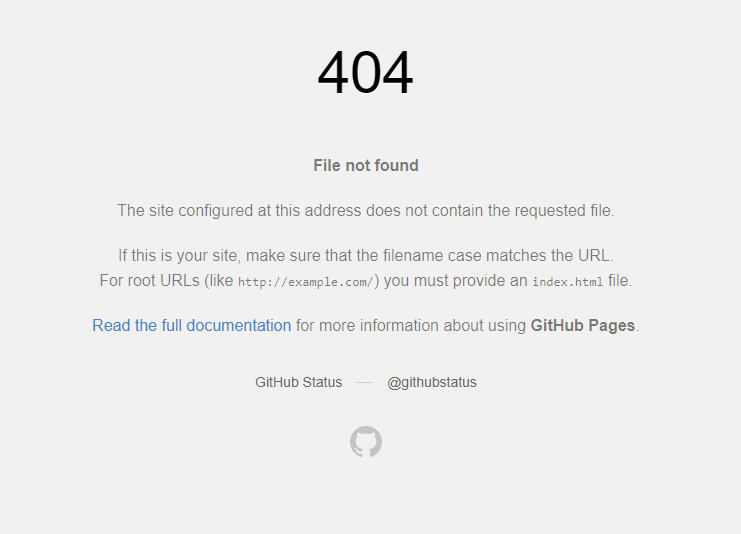 404
File not found
The site configured at this address does not contain the requested file.
If this is your site, make sure that the filename case matches the URL.
For root URLs (like http://example.com/) you must provide an index.html file.
Read the full documentation for more information about using GitHub Pages.
GitHub Status — @githubstatus